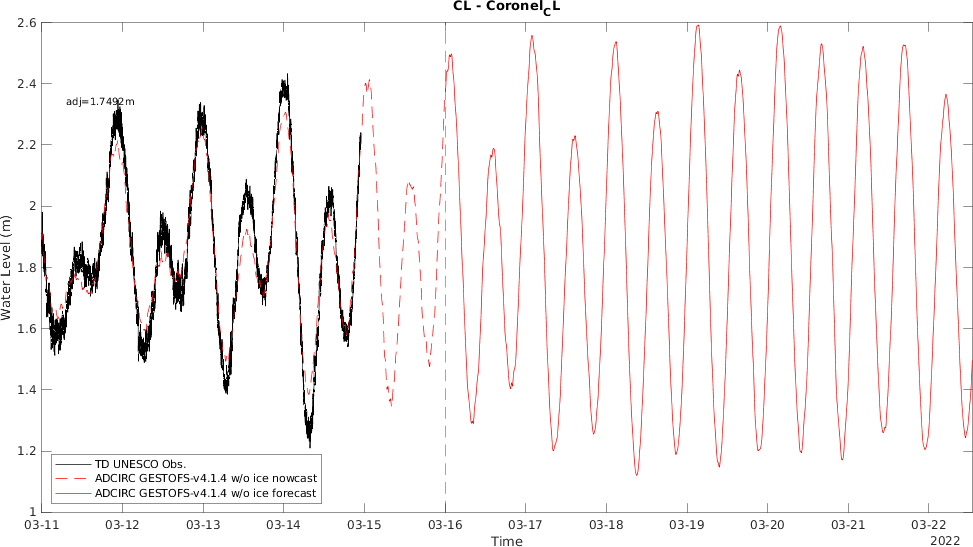 CL - Coronel_CL
2.6
2.4
2.2
2
1.8
1.6
1.4
1.2
1
Water Level (m)
adj=1.7492m
TD UNESCO Obs.
ADCIRC GESTOFS-v4.1.4 w/o ice nowcast
ADCIRC GESTOFS-v4.1.4 w/o ice forecast
03-11 03-12 03-13 03-14 03-15 03-16 03-17 03-18 03-19 03-20 03-21 03-22
Time
2022